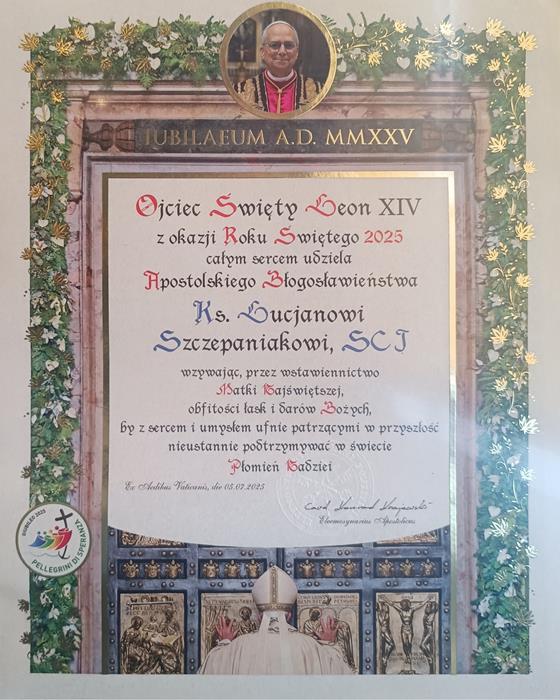 IUBILAEUM A.D. MMXXV
Ojciec Święty Leon XIV
z okazji Roku Świętego 2025
całym sercem udziela
Apostolskiego Błogosławieństwa
Ks. Lucjanowi
Szczepaniakowi, SCJ
wzywając, przez wstawiennictwo
Matki Najświętszej,
obfitości łask i darów Bożych,
by z sercem i umysłem ufnie patrzącymi w przyszłość
nieustannie podtrzymywać w świecie
Płomień Nadziei
Ex Aedibus Vaticanis, die 05.07.2025
Eleemosynarius Apostolicus
IUBILAEUM 2025
PELLEGRINI DI SPERANZA